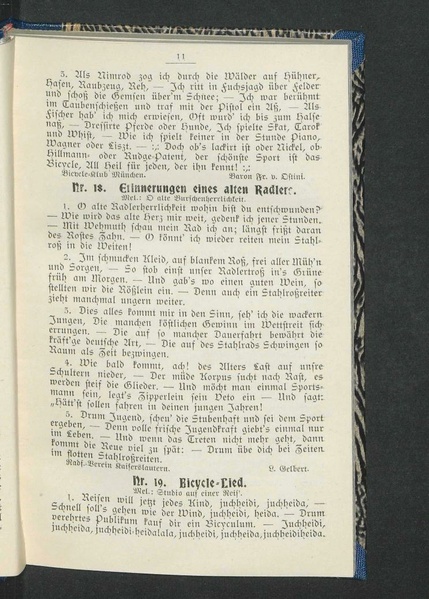 11
5. Als Nimrod zog ich durch die Wälder auf Hühner,
Hasen, Raubzeug, Reh, — Ich ritt in Fuchsjagd über Felder
und schoß die Gemsen über'm Schnee; — Ich war berühmt
im Taubenschießen und traf mit der Pistol ein Aß, — Als
Fischer hab' ich mich erwiesen, Oft wurd' ich bis zum Halse
naß, — Dressirte Pferde oder Hunde, Ich spielte Skat, Tarok
und Whist, — Wie ich spielt keiner in der Stunde Piano,
Wagner oder Liszt. — :,: Doch ob's lackirt ist oder Nickel, ob
Hillmann- oder Rudge-Patent, der schönste Sport ist das
Bicycle, All Heil für jeden, der ihn kennt! :,:
Bicycle-Klub München. Baron Fr. v. Ostini.
Nr. 18. Erinnerungen eines alten Radlers.
Mel.: O alte Burschenherrlichkeit.
1. O alte Radlerherrlichkeit wohin bist du entschwunden?
— Wie wird das alte Herz mir weit, gedenk ich jener Stunden.
— Mit Wehmuth schau mein Rad ich an; längst frißt daran
des Rostes Zahn. — O könnt' ich wieder reiten mein Stahl-
roß in die Weiten!
2. Im schmucken Kleid, auf blankem Roß, frei aller Müh'n
und Sorgen, — So stob einst unser Radlertroß in's Grüne
früh am Morgen. — Und gab's wo einen guten Wein, so
stellten wir die Rößlein ein. — Denn auch ein Stahlroßreiter
zieht manchmal ungern weiter.
3. Dies alles kommt mir in den Sinn, seh' ich die wackern
Jungen, Die manchen köstlichen Gewinn im Wettstreit sich
errungen. — Die auf so mancher Dauerfahrt bewährt die
kräft'ge deutsche Art, — Die auf des Stahlrads Schwingen so
Raum als Zeit bezwingen.
4. Wie bald kommt, ach! des Alters Last auf unsre
Schultern nieder. — Der müde Korpus sucht nach Rast, es
werden steif die Glieder. — Und möcht man einmal Sports-
mann sein, legt's Zipperlein sein Veto ein — Und sagt:
„Hätt'st sollen fahren in deinen jungen Jahren!
5. Drum Jugend, scheu' die Stubenhaft und sei dem Sport
ergeben, — Denn volle frische Jugendkraft giebt's einmal nur
im Leben. — Und wenn das Treten nicht mehr geht, dann
kommt die Reue viel zu spät: — Drum übe dich bei Zeiten
im flotten Stahlroßreiten.
Radf.-Verein Kaiserslautern. L. Gelbert.
Nr. 19. Bicycle-Lied.
Mel.: Studio auf einer Reis'.
1. Reisen will jetzt jedes Kind, juchheidi, juchheida, —
Schnell soll's gehen wie der Wind, juchheidi, heida. — Drum
verehrtes Publikum kauf dir ein Bicyculum. — Juchheidi,
juchheida, juchheidi-heidalala, juchheidi, juchheida, juchheidiheida.